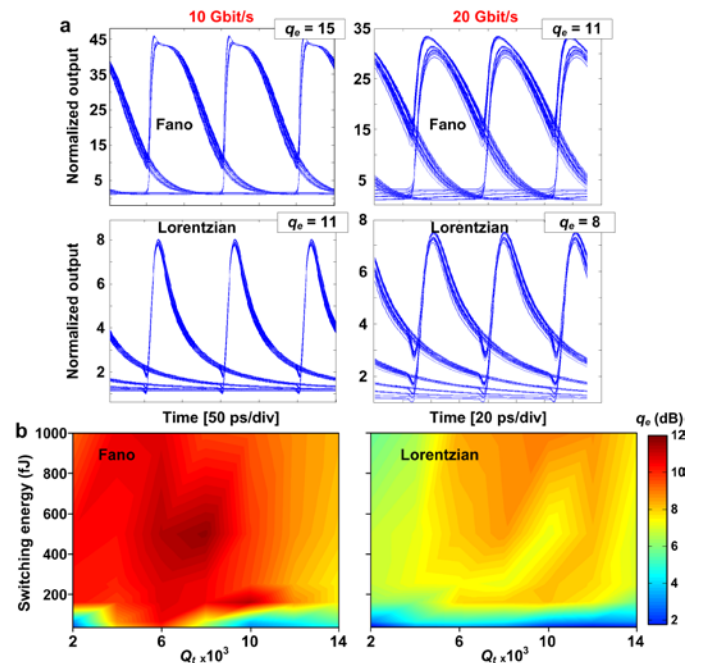 a
10 Gbit/s
20 Gbit/s
qe = 15
qe = 11
Normalized output
45
35
25
15
5
Fano
35
25
15
5
Fano
Lorentzian
qe = 11
Lorentzian
qe = 8
Normalized output
8
6
4
2
8
6
4
2
Time [50 ps/div]
Time [20 ps/div]
b
qe (dB)
Switching energy (fJ)
1000
800
600
400
200
Fano
Lorentzian
12
10
8
6
4
2
2 6 10 14
2 6 10 14
Qt x10³
Qt x10³